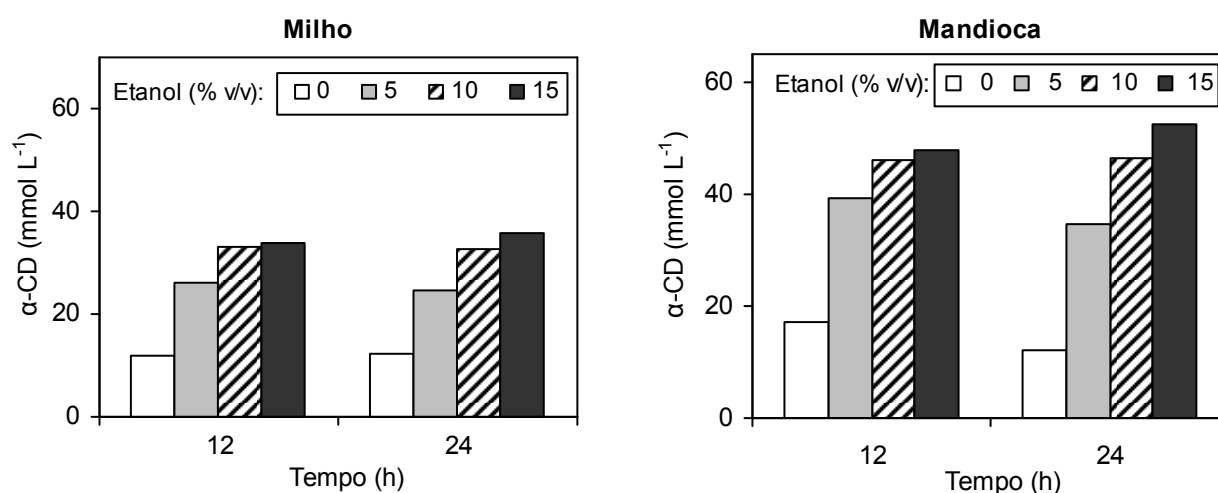 Milho
Etanol (% v/v): 0 5 10 15
60
40
20
0
α-CD (mmol L⁻¹)
12 24
Tempo (h)
Mandioca
Etanol (% v/v): 0 5 10 15
60
40
20
0
α-CD (mmol L⁻¹)
12 24
Tempo (h)